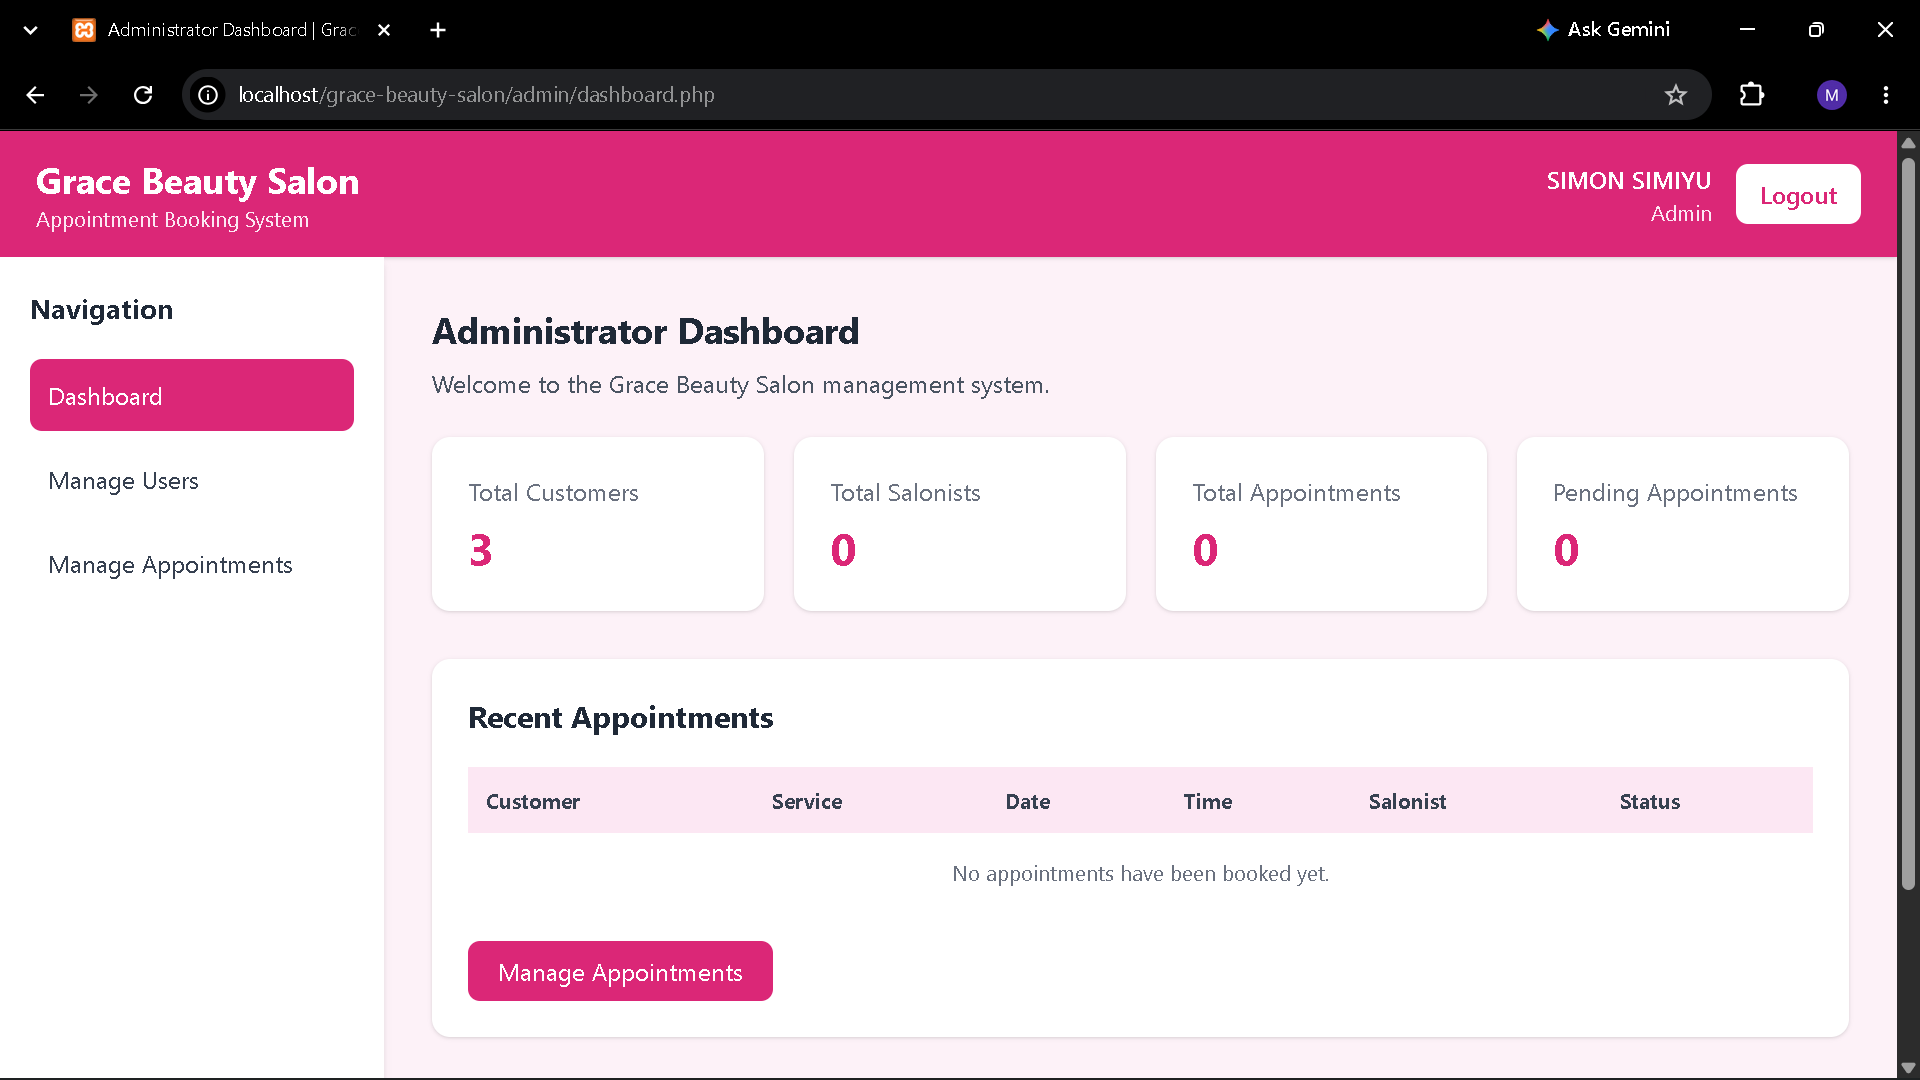 Administrator Dashboard | Grac
Ask Gemini
localhost/grace-beauty-salon/admin/dashboard.php
M
Grace Beauty Salon
Appointment Booking System
SIMON SIMIYU
Admin
Logout
Navigation
Dashboard
Manage Users
Manage Appointments
Administrator Dashboard
Welcome to the Grace Beauty Salon management system.
Total Customers
3
Total Salonists
0
Total Appointments
0
Pending Appointments
0
Recent Appointments
Customer Service Date Time Salonist Status
No appointments have been booked yet.
Manage Appointments